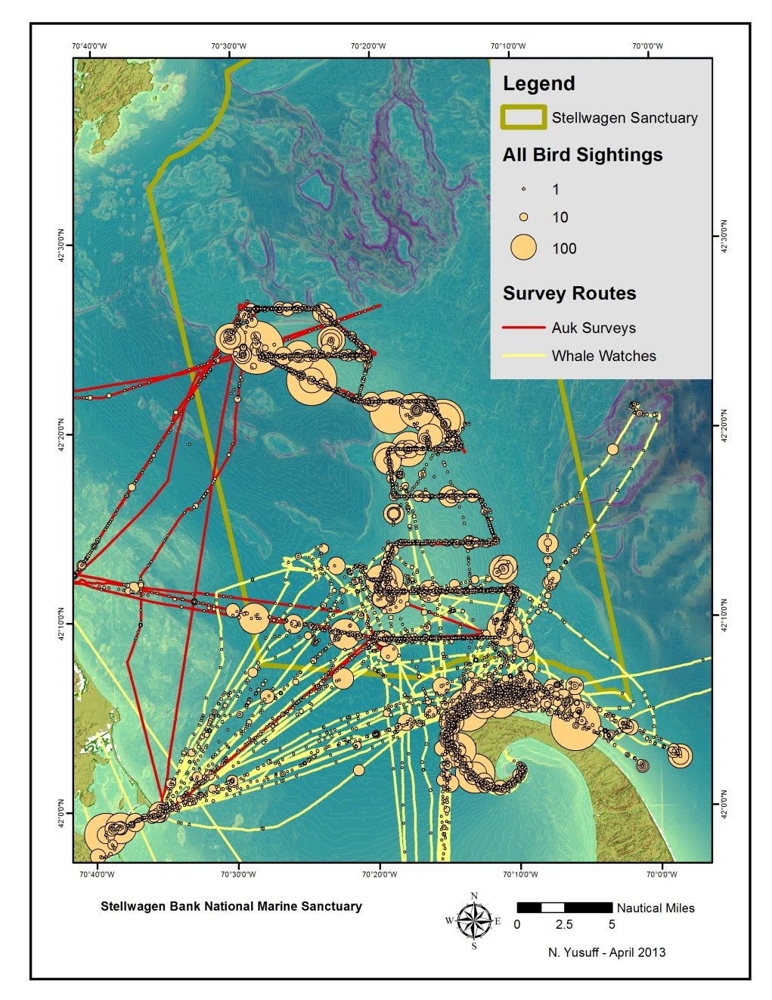 70°40'0"W 70°30'0"W 70°20'0"W 70°10'0"W 70°0'0"W
Legend
Stellwagen Sanctuary
All Bird Sightings
1
10
100
Survey Routes
Auk Surveys
Whale Watches
42°30'0"N 42°30'0"N
42°20'0"N 42°20'0"N
42°10'0"N 42°10'0"N
42°0'0"N 42°0'0"N
70°40'0"W 70°30'0"W 70°20'0"W 70°10'0"W 70°0'0"W
Stellwagen Bank National Marine Sanctuary
N
W E
S
Nautical Miles
0 2.5 5
N. Yusuff - April 2013